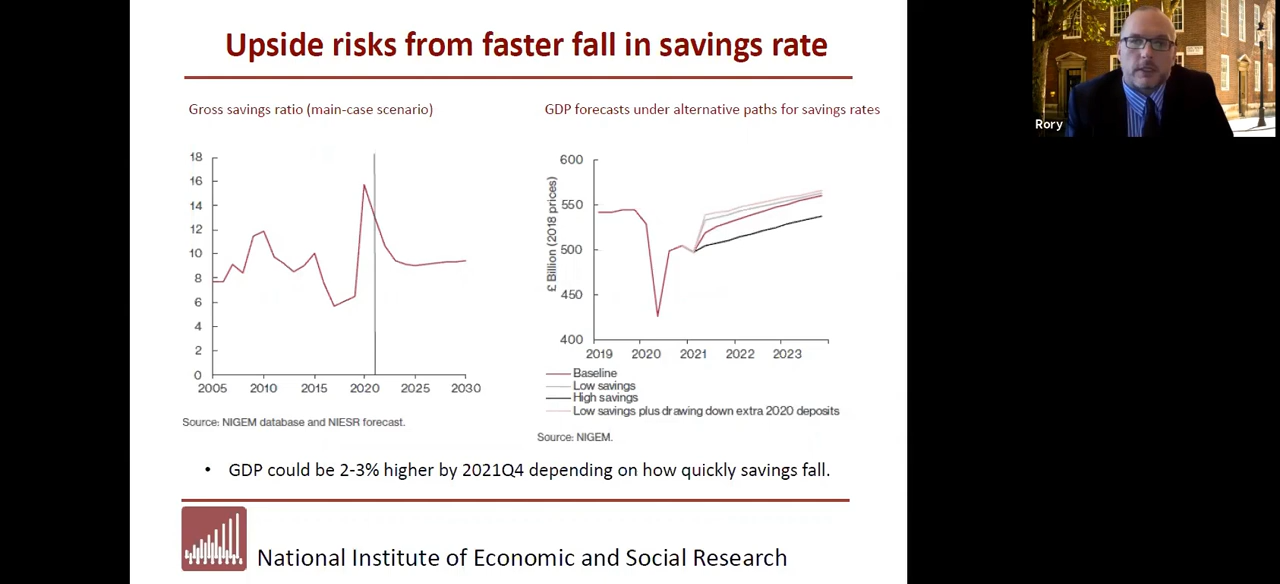 Upside risks from faster fall in savings rate
Gross savings ratio (main-case scenario)
18
16
14
12
10
8
6
4
2
0
2005 2010 2015 2020 2025 2030
Source: NIGEM database and NIESR forecast.
GDP forecasts under alternative paths for savings rates
£ Billion (2018 prices)
600
550
500
450
400
2019 2020 2021 2022 2023
Baseline
Low savings
High savings
Low savings plus drawing down extra 2020 deposits
Source: NIGEM.
• GDP could be 2-3% higher by 2021Q4 depending on how quickly savings fall.
National Institute of Economic and Social Research
Rory